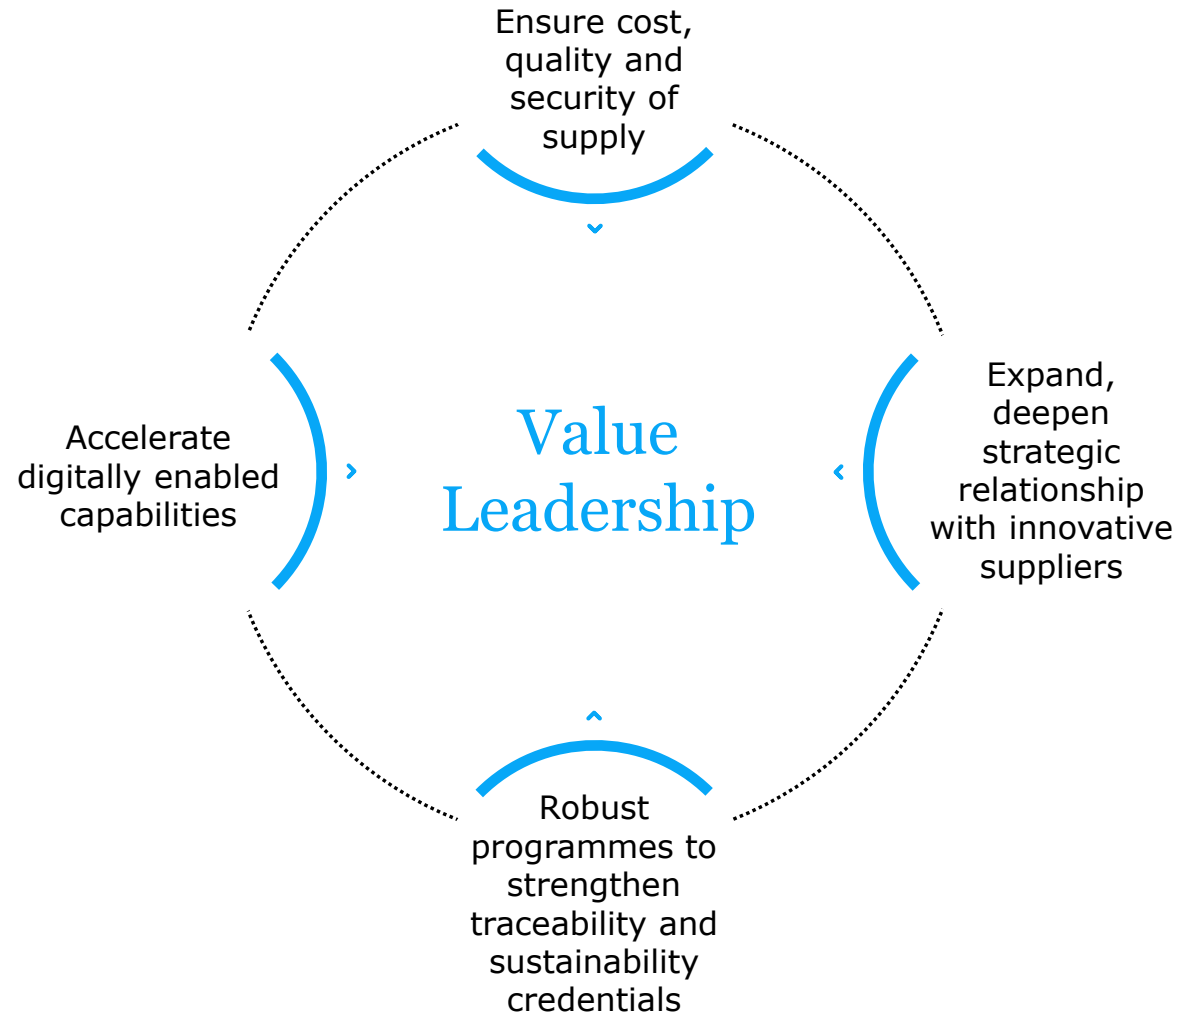 Ensure cost,
quality and
security of
supply
Accelerate
digitally enabled
capabilities
Value
Leadership
Expand,
deepen
strategic
relationship
with innovative
suppliers
Robust
programmes to
strengthen
traceability and
sustainability
credentials